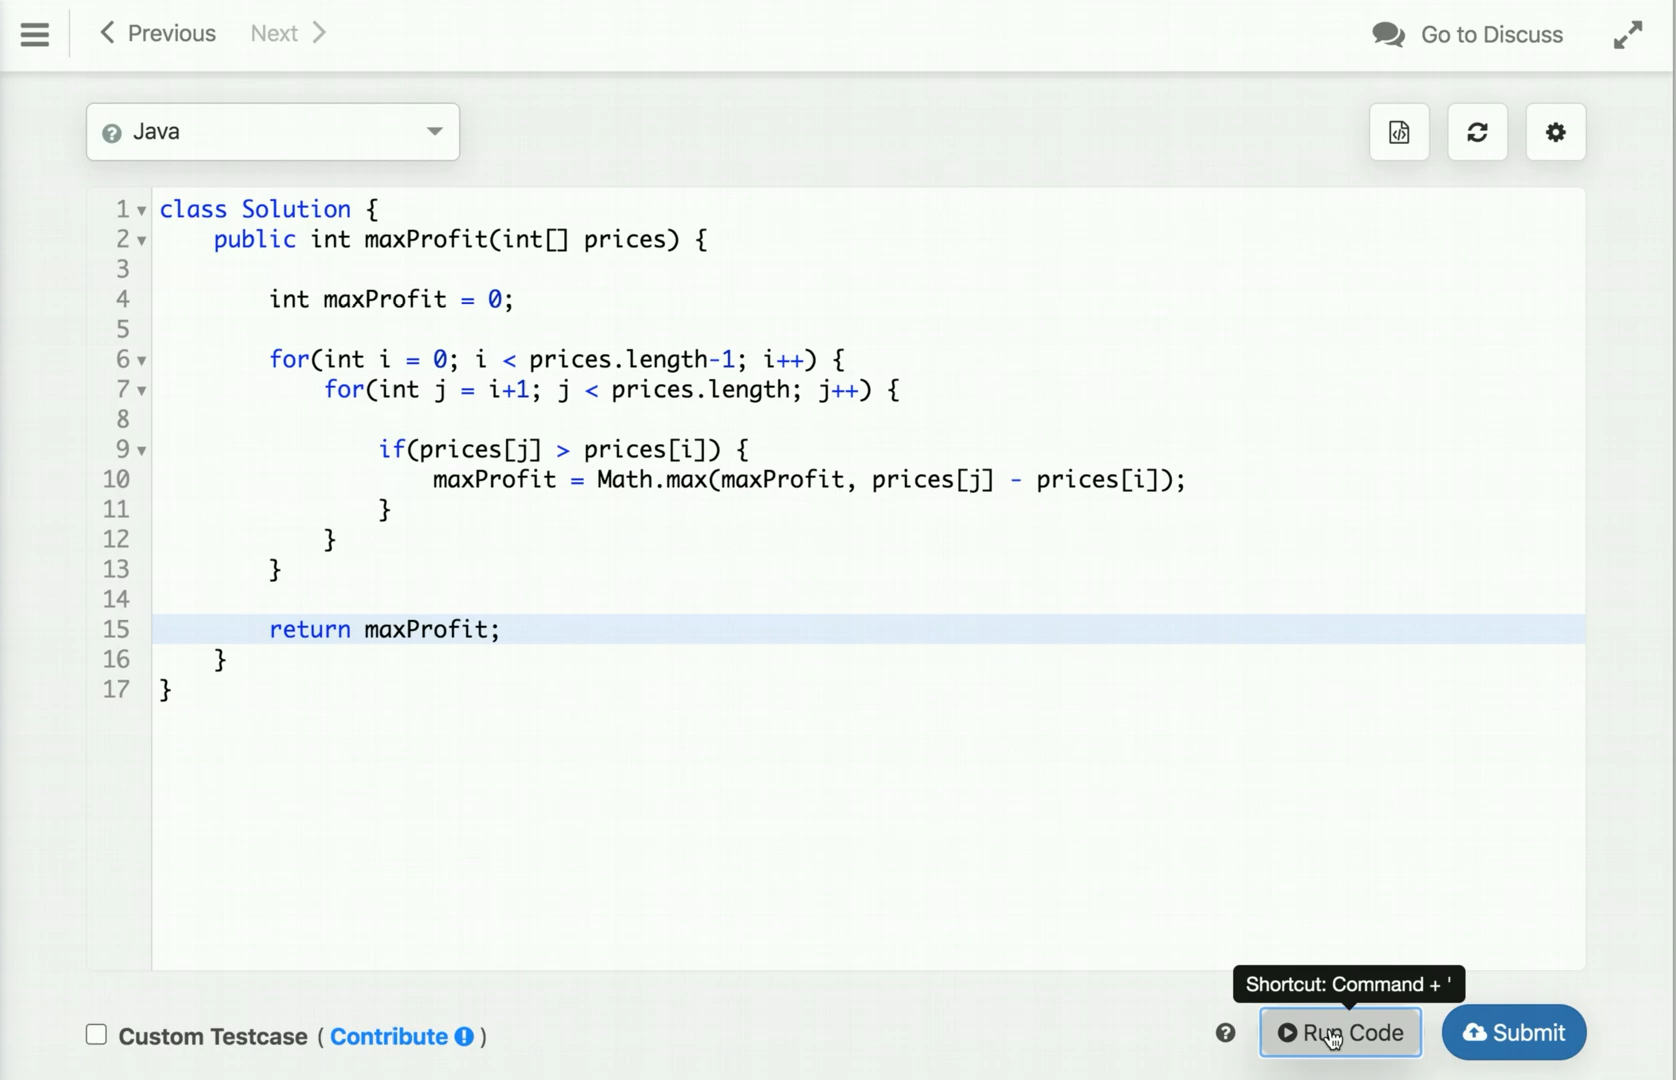 Previous Next Go to Discuss
Java
1 class Solution {
2 public int maxProfit(int[] prices) {
3
4 int maxProfit = 0;
5
6 for(int i = 0; i < prices.length-1; i++) {
7 for(int j = i+1; j < prices.length; j++) {
8
9 if(prices[j] > prices[i]) {
10 maxProfit = Math.max(maxProfit, prices[j] - prices[i]);
11 }
12 }
13 }
14
15 return maxProfit;
16 }
17 }
Shortcut: Command + '
Custom Testcase ( Contribute ) Run Code Submit